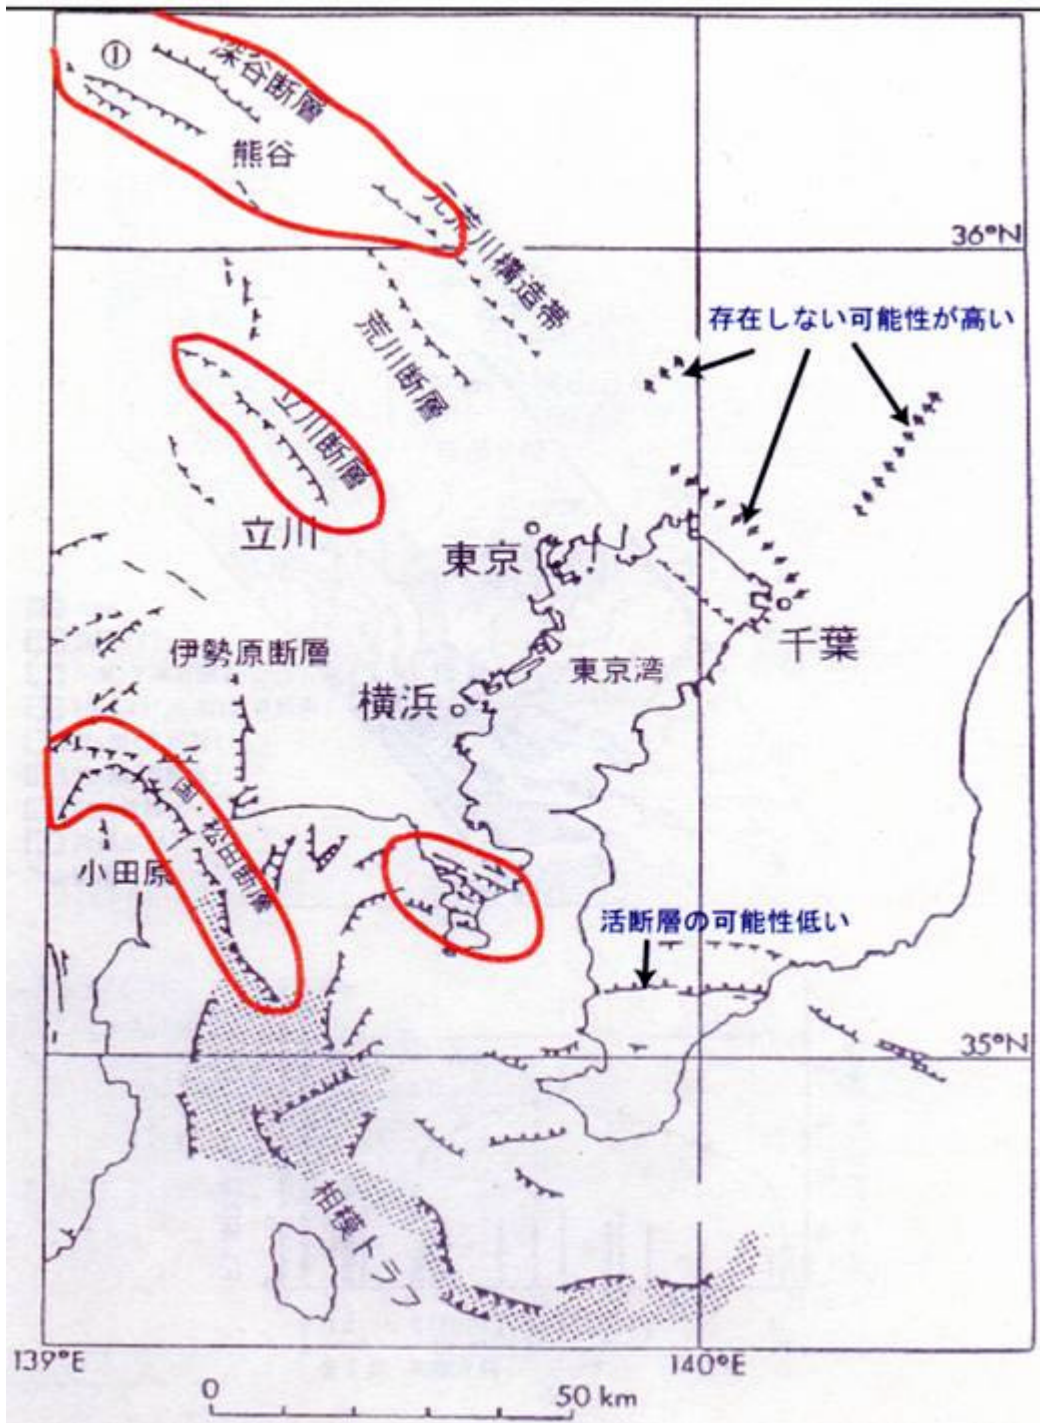 ①
深谷断層
熊谷
元荒川構造帯
36°N
存在しない可能性が高い
荒川断層
立川断層
立川
東京
千葉
伊勢原断層
東京湾
横浜
国・松田断層
小田原
活断層の可能性低い
35°N
相模トラフ
139°E
140°E
0
50 km